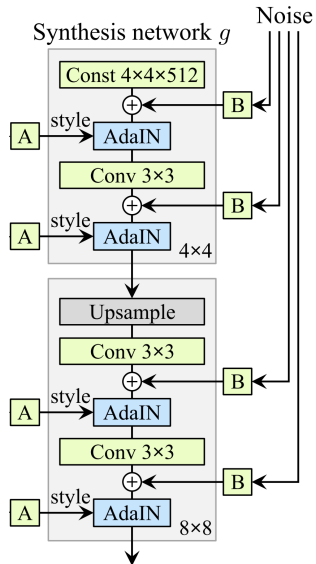 Noise
Synthesis network g
Const 4×4×512
B
style
A
AdaIN
Conv 3×3
B
style
A
AdaIN
4×4
Upsample
Conv 3×3
B
style
A
AdaIN
Conv 3×3
B
style
A
AdaIN
8×8